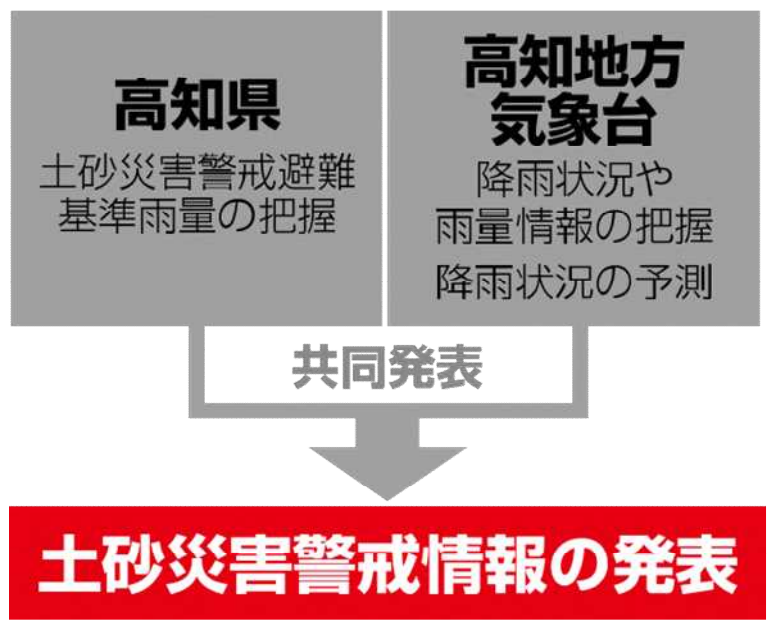 高知県
土砂災害警戒避難
基準雨量の把握
高知地方
気象台
降雨状況や
雨量情報の把握
降雨状況の予測
共同発表
土砂災害警戒情報の発表